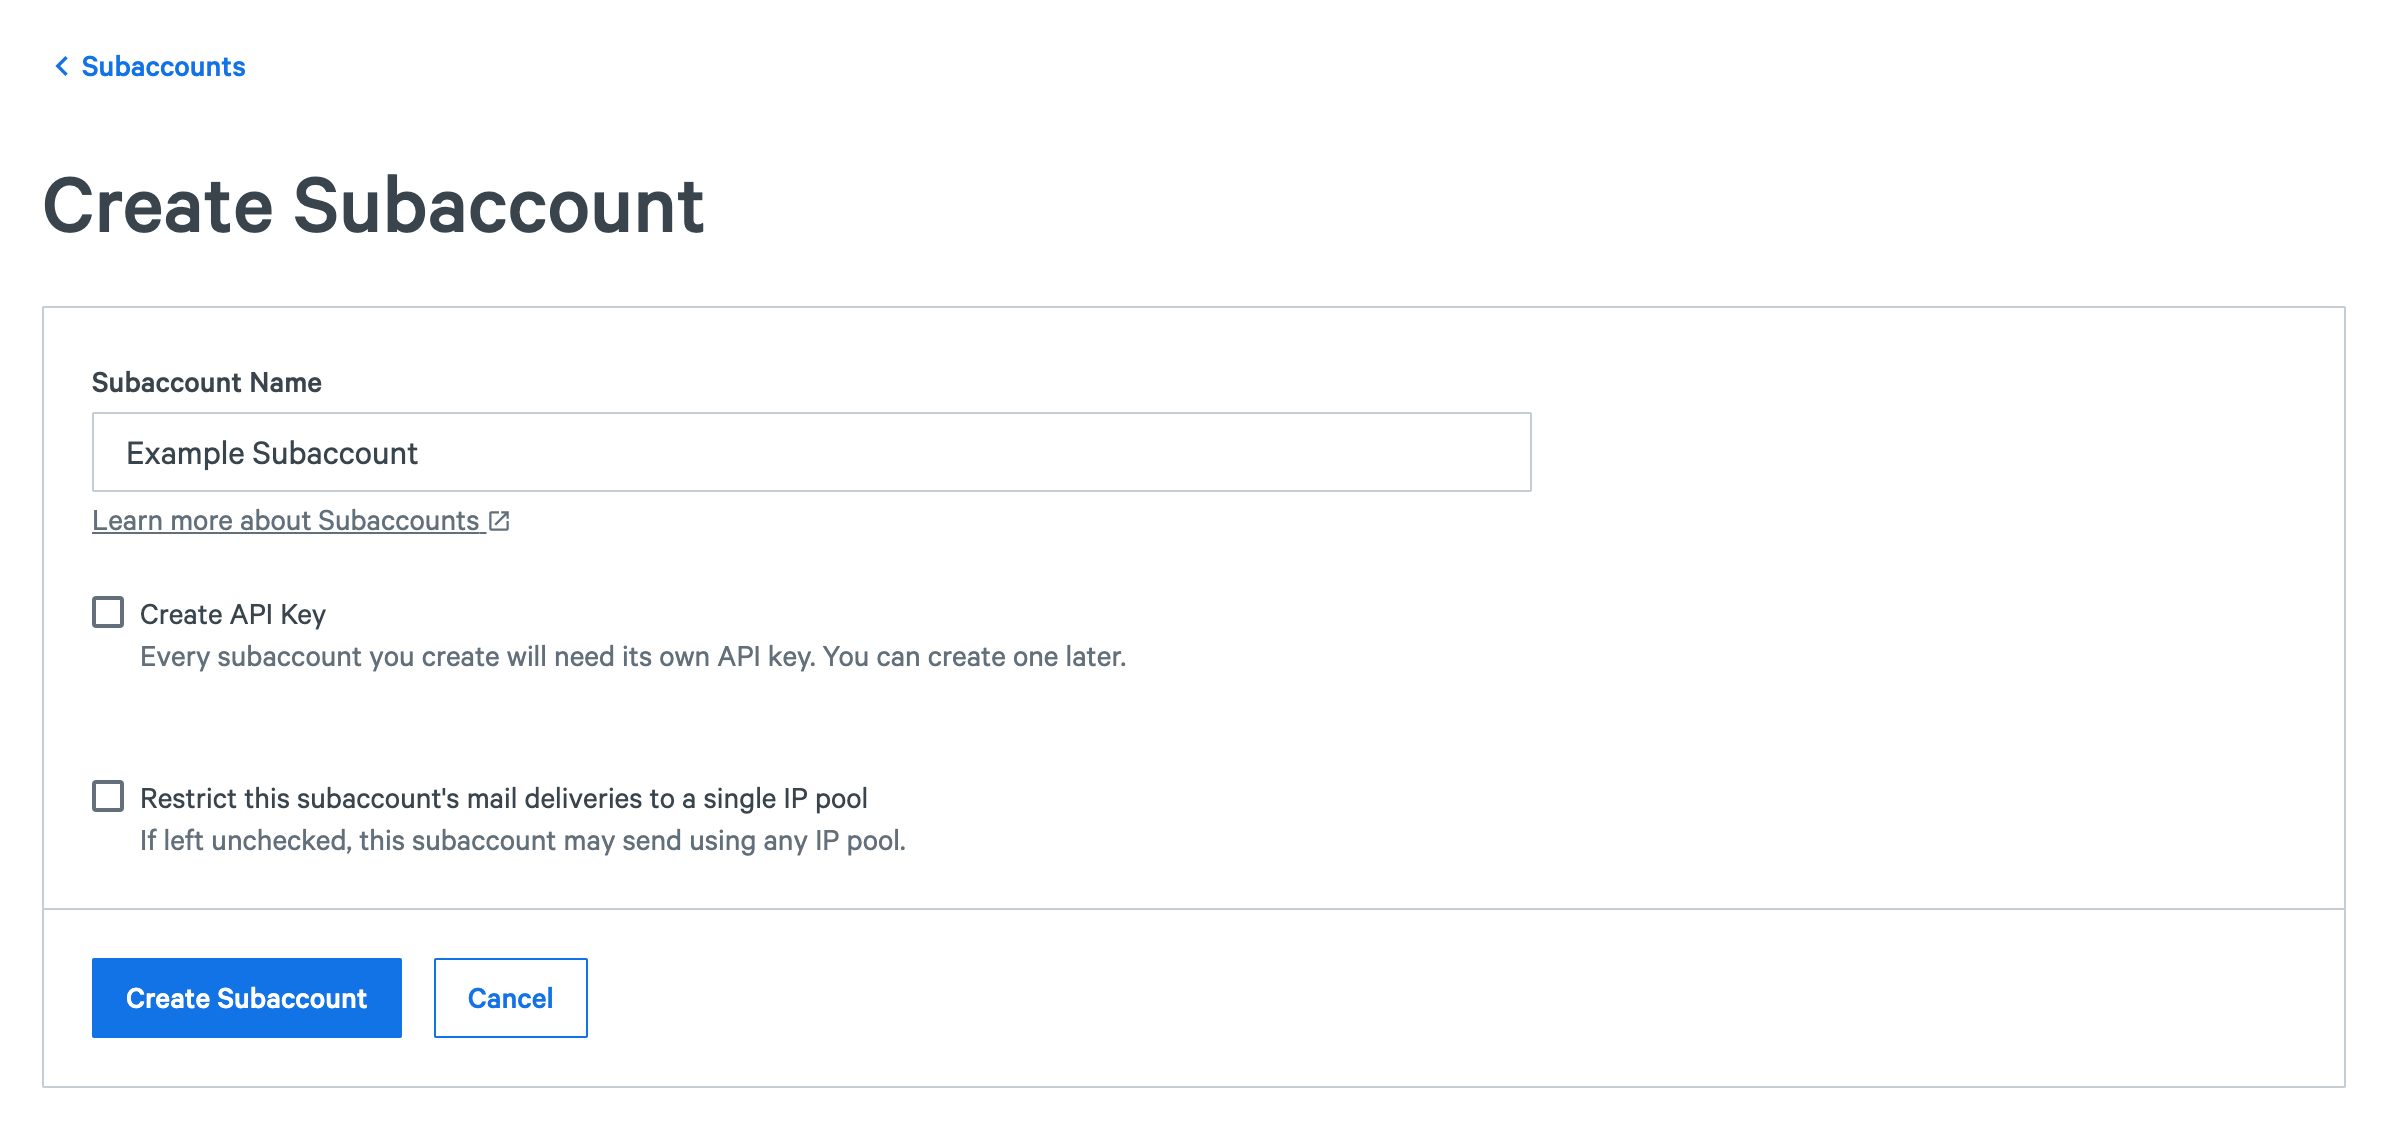 Subaccounts
Create Subaccount
Subaccount Name
Example Subaccount
Learn more about Subaccounts
Create API Key
Every subaccount you create will need its own API key. You can create one later.
Restrict this subaccount's mail deliveries to a single IP pool
If left unchecked, this subaccount may send using any IP pool.
Create Subaccount
Cancel